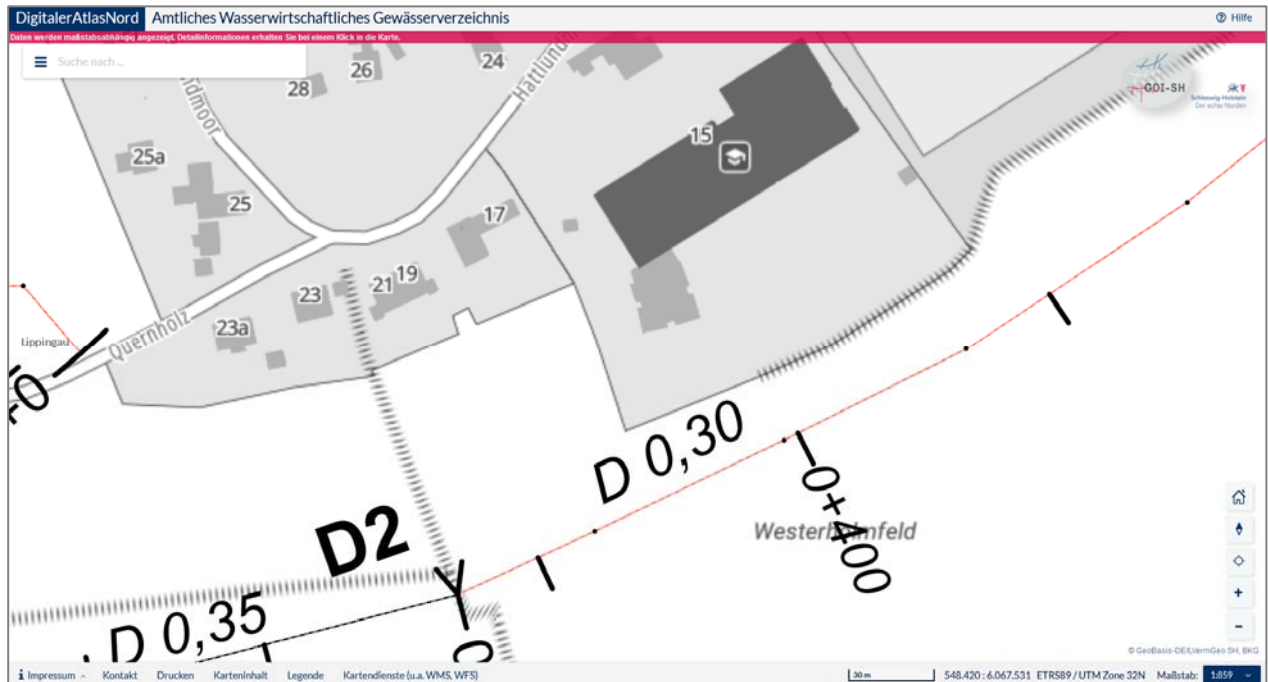 DigitalerAtlasNord Amtliches Wasserwirtschaftliches Gewässerverzeichnis
Hilfe
Daten werden maßstabsabhängig angezeigt. Detailinformationen erhalten Sie bei einem Klick in die Karte.
Suche nach ...
26
24
28
15
GDI-SH
Schleswig-Holstein
Der echte Norden
25a
25
17
19
21
23
23a
Quernholz
Lippingau
D 0,30
0+400
Westerholmfeld
D2
D 0,35
© GeoBasis-DE/LVermGeo SH, BKG
Impressum Kontakt Drucken Karteninhalt Legende Kartendienste (u.a. WMS, WFS) 30 m 548.420 : 6.067.531 ETRS89 / UTM Zone 32N Maßstab: 1:859